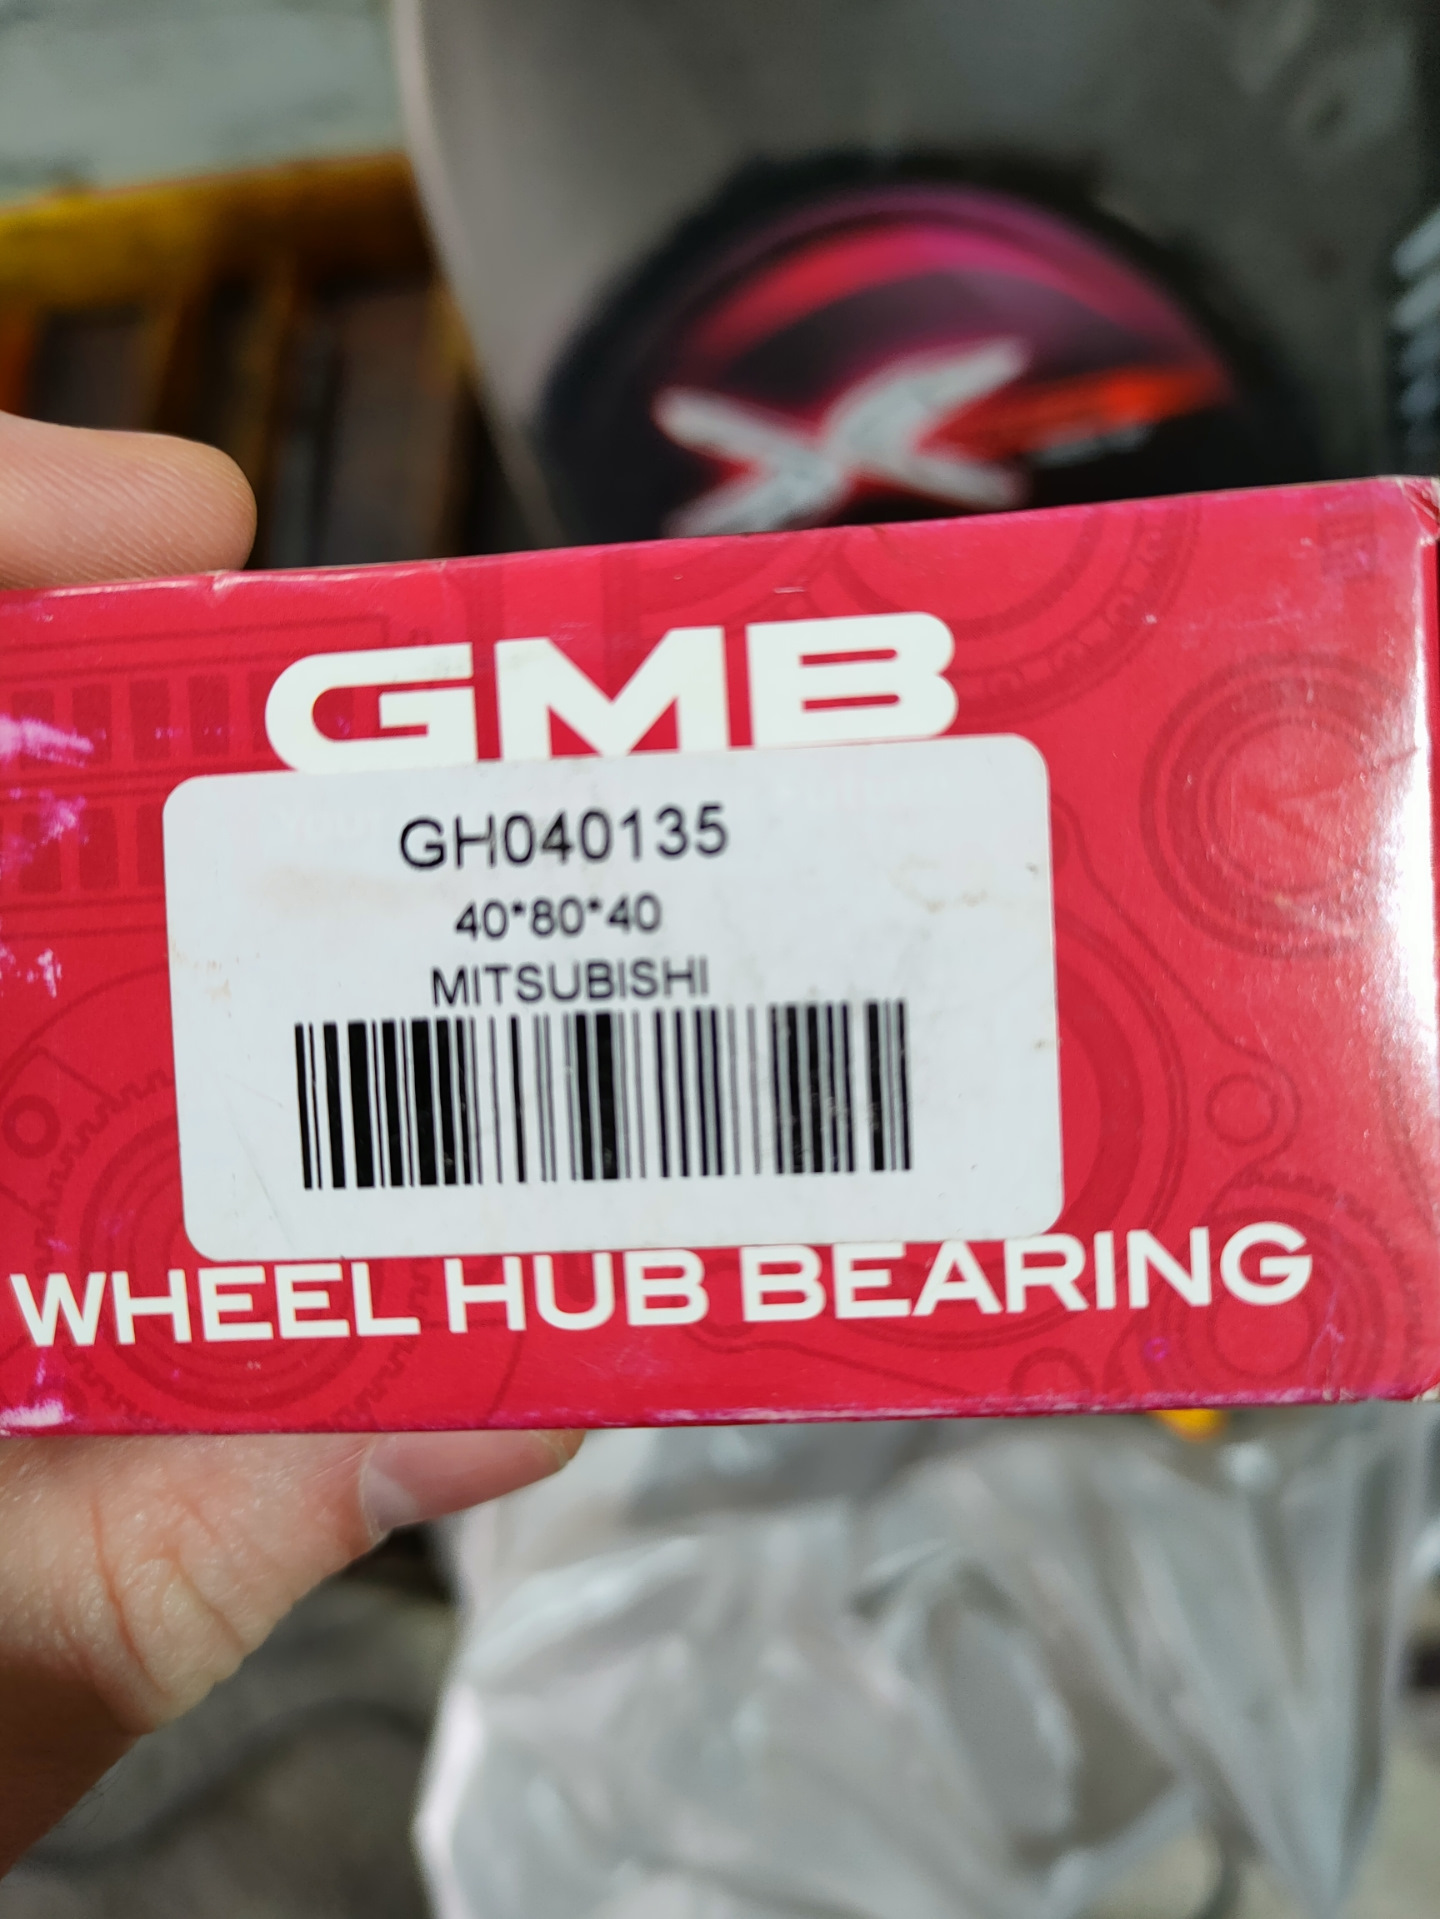 GMB
GH040135
40*80*40
MITSUBISHI
WHEEL HUB BEARING